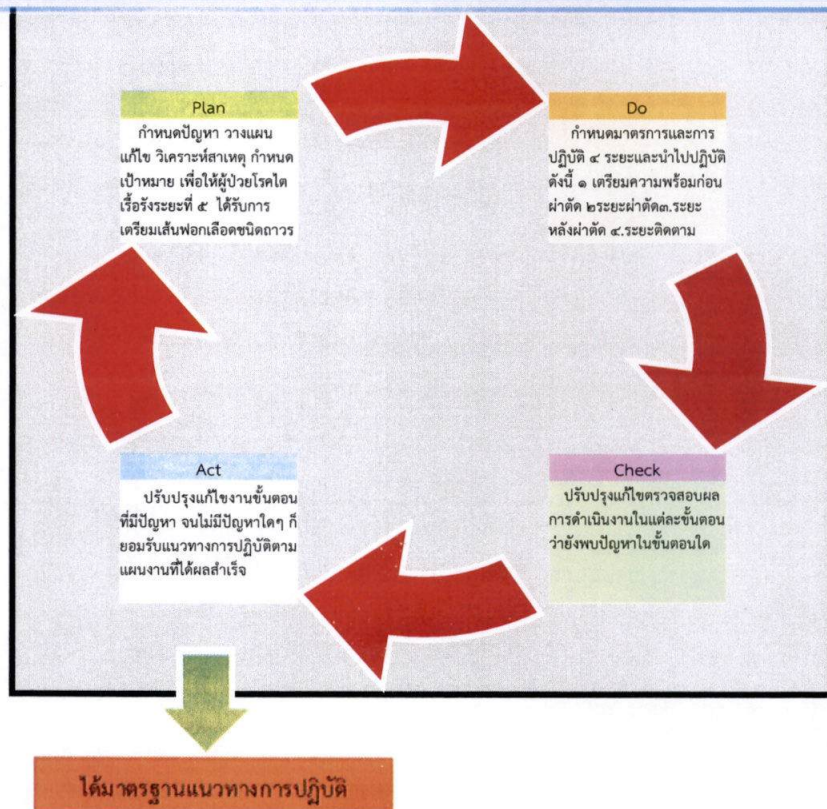 Plan
กำหนดปัญหา วางแผน
แก้ไข วิเคราะห์สาเหตุ กำหนด
เป้าหมาย เพื่อให้ผู้ป่วยโรคไต
เรื้อรังระยะที่ ๕ ได้รับการ
เตรียมเส้นฟอกเลือดชนิดถาวร
Do
กำหนดมาตรการและการ
ปฏิบัติ ๔ ระยะและนำไปปฏิบัติ
ดังนี้ ๑ เตรียมความพร้อมก่อน
ผ่าตัด ๒ระยะผ่าตัด๓.ระยะ
หลังผ่าตัด ๔.ระยะติดตาม
Check
ปรับปรุงแก้ไขตรวจสอบผล
การดำเนินงานในแต่ละขั้นตอน
ว่ายังพบปัญหาในขั้นตอนใด
Act
ปรับปรุงแก้ไขงานขั้นตอน
ที่มีปัญหา จนไม่มีปัญหาใดๆ ก็
ยอมรับแนวทางการปฏิบัติตาม
แผนงานที่ได้ผลสำเร็จ
ได้มาตรฐานแนวทางการปฏิบัติ